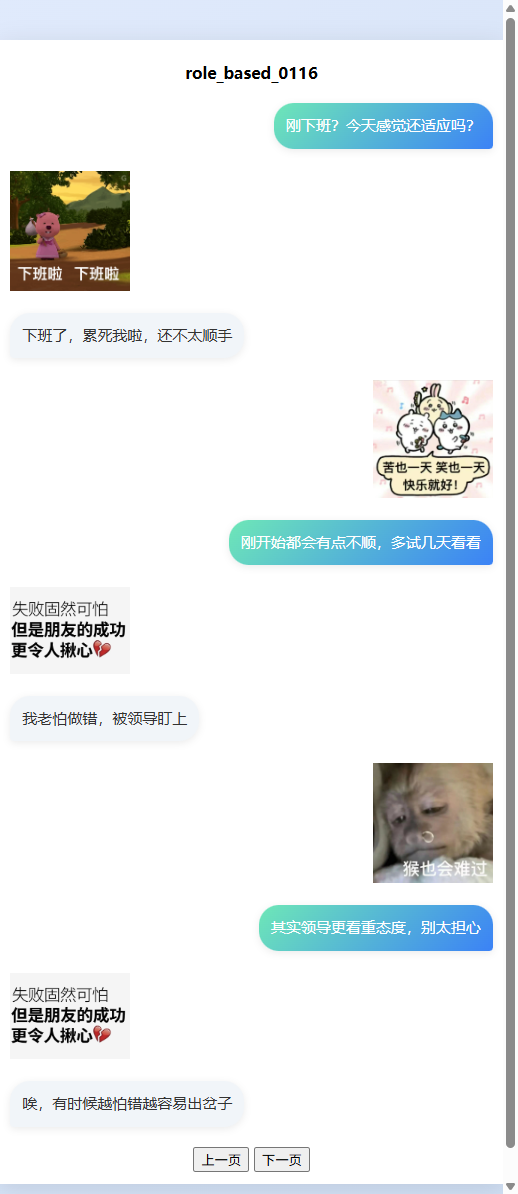 role_based_0116
刚下班？今天感觉还适应吗？
下班啦 下班啦
下班了，累死我啦，还不太顺手
苦也一天 笑也一天
快乐就好！
刚开始都会有点不顺，多试几天看看
失败固然可怕
但是朋友的成功
更令人揪心💔
我老怕做错，被领导盯上
猴也会难过
其实领导更看重态度，别太担心
失败固然可怕
但是朋友的成功
更令人揪心💔
唉，有时候越怕错越容易出岔子
上一页 下一页